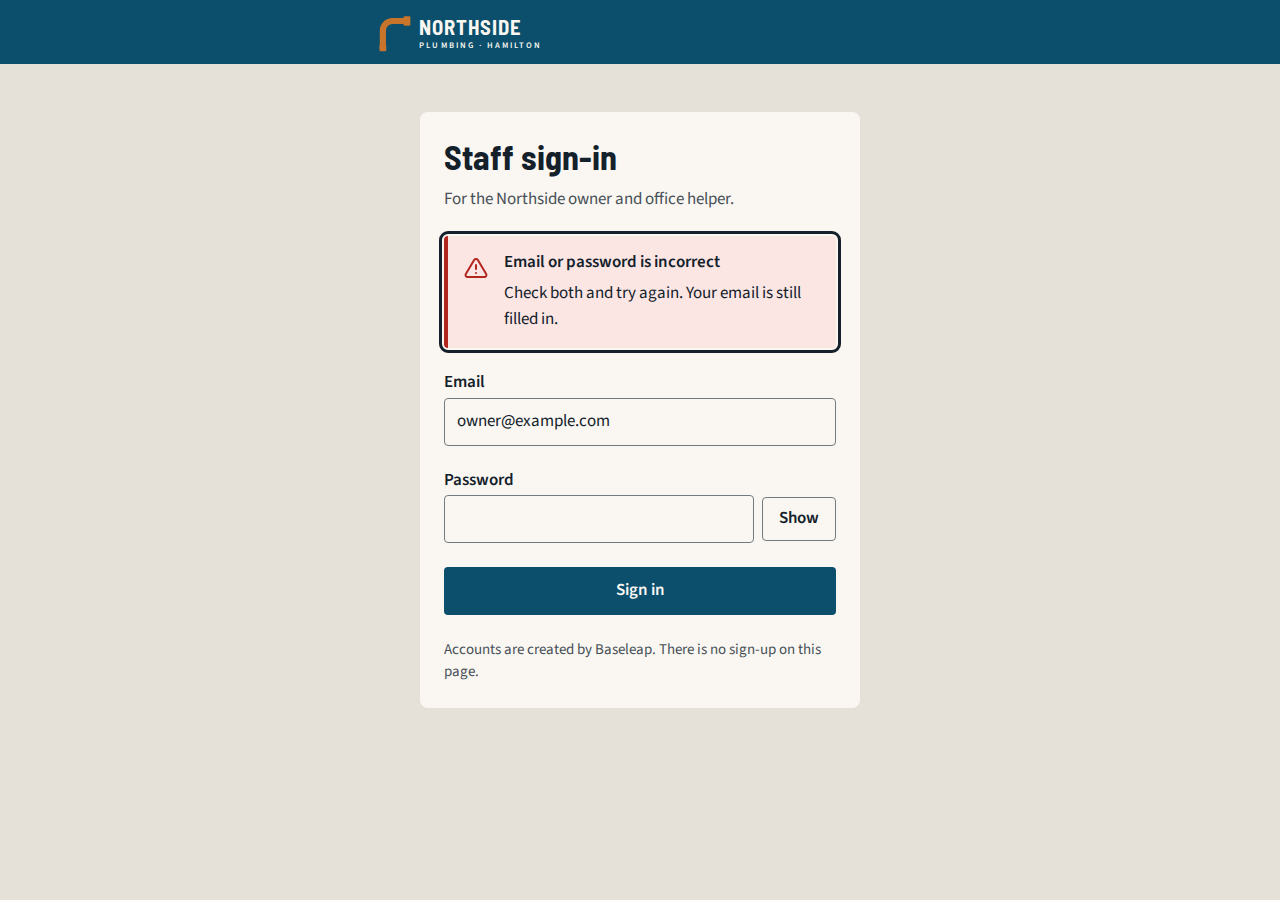 NORTHSIDE
PLUMBING · HAMILTON
Staff sign-in
For the Northside owner and office helper.
Email or password is incorrect
Check both and try again. Your email is still
filled in.
Email
owner@example.com
Password
Show
Sign in
Accounts are created by Baseleap. There is no sign-up on this
page.